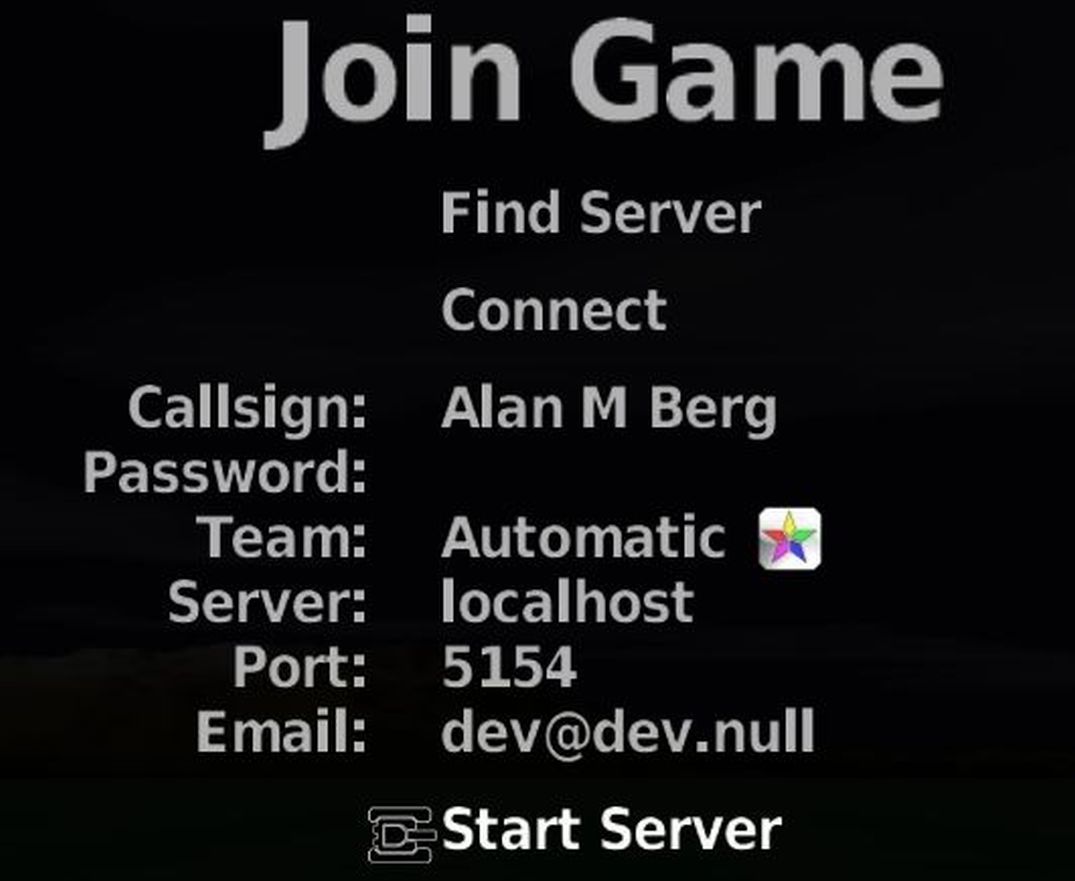 Join Game
Find Server
Connect
Callsign: Alan M Berg
Password:
Team: Automatic
Server: localhost
Port: 5154
Email: dev@dev.null
Start Server